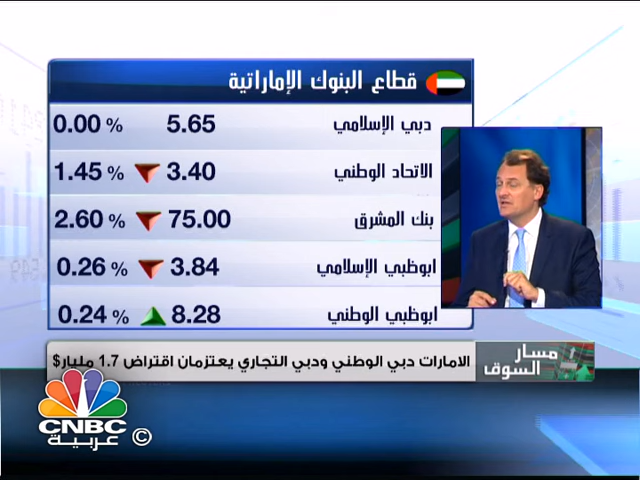 قطاع البنوك الإماراتية
دبي الإسلامي 5.65 0.00 %
الاتحاد الوطني 3.40 1.45 %
بنك المشرق 75.00 2.60 %
ابوظبي الإسلامي 3.84 0.26 %
ابوظبي الوطني 8.28 0.24 %
مسار السوق
الامارات دبي الوطني ودبي التجاري يعتزمان اقتراض 1.7 مليار$
CNBC
عربية ©